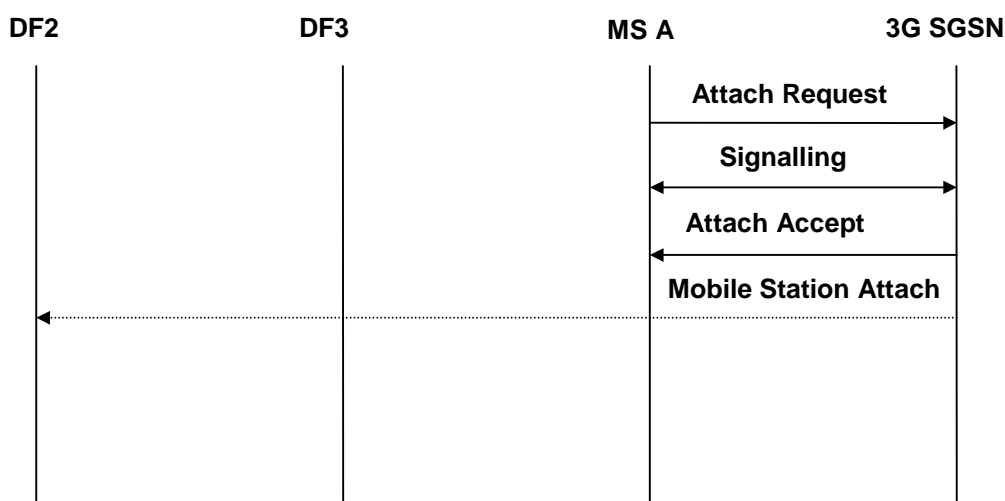 DF2 DF3 MS A 3G SGSN
Attach Request
Signalling
Attach Accept
Mobile Station Attach